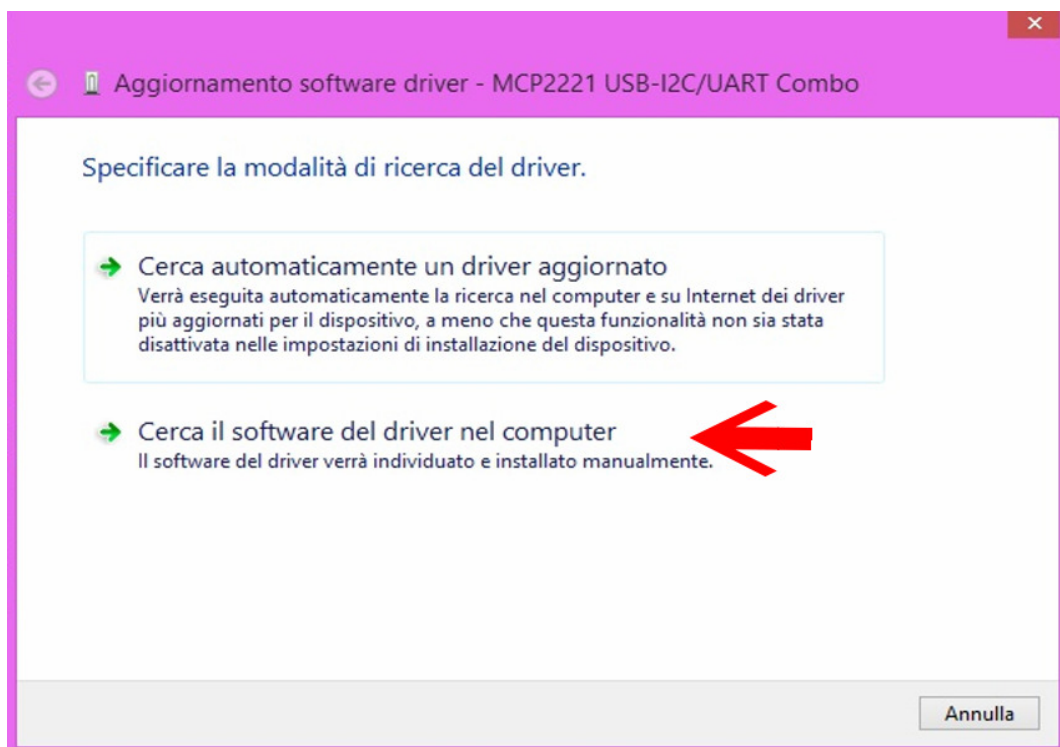 Aggiornamento software driver - MCP2221 USB-I2C/UART Combo
Specificare la modalità di ricerca del driver.
Cerca automaticamente un driver aggiornato
Verrà eseguita automaticamente la ricerca nel computer e su Internet dei driver
più aggiornati per il dispositivo, a meno che questa funzionalità non sia stata
disattivata nelle impostazioni di installazione del dispositivo.
Cerca il software del driver nel computer
Il software del driver verrà individuato e installato manualmente.
Annulla